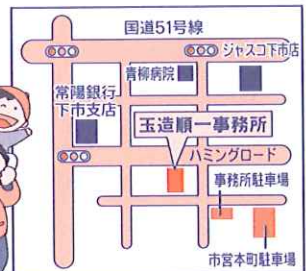 国道51号線
ジャスコ下市店
青柳病院
常陽銀行
下市支店
玉造順一事務所
ハミングロード
事務所駐車場
市営本町駐車場